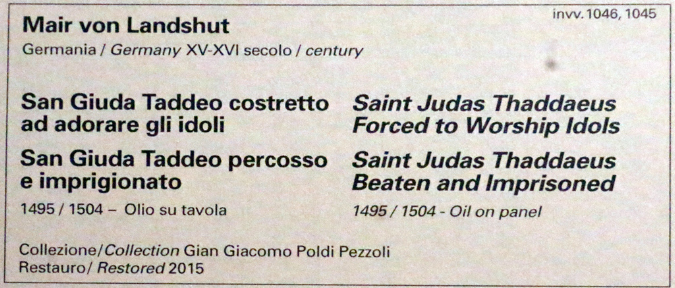 invv. 1046, 1045
Mair von Landshut
Germania / Germany XV-XVI secolo / century
San Giuda Taddeo costretto
ad adorare gli idoli
Saint Judas Thaddaeus
Forced to Worship Idols
San Giuda Taddeo percosso
e imprigionato
Saint Judas Thaddaeus
Beaten and Imprisoned
1495 / 1504 – Olio su tavola
1495 / 1504 - Oil on panel
Collezione/Collection Gian Giacomo Poldi Pezzoli
Restauro/ Restored 2015